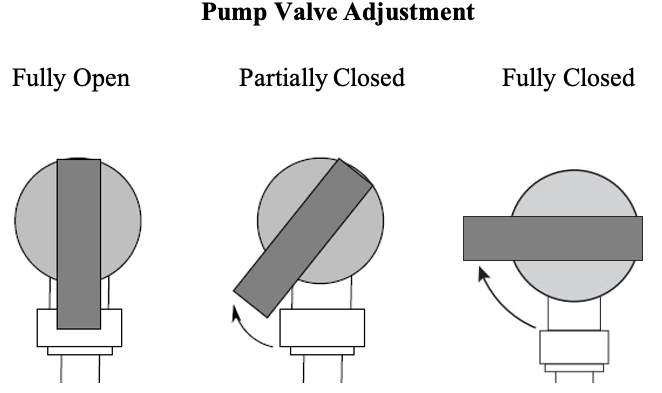 Pump Valve Adjustment
Fully Open
Partially Closed
Fully Closed